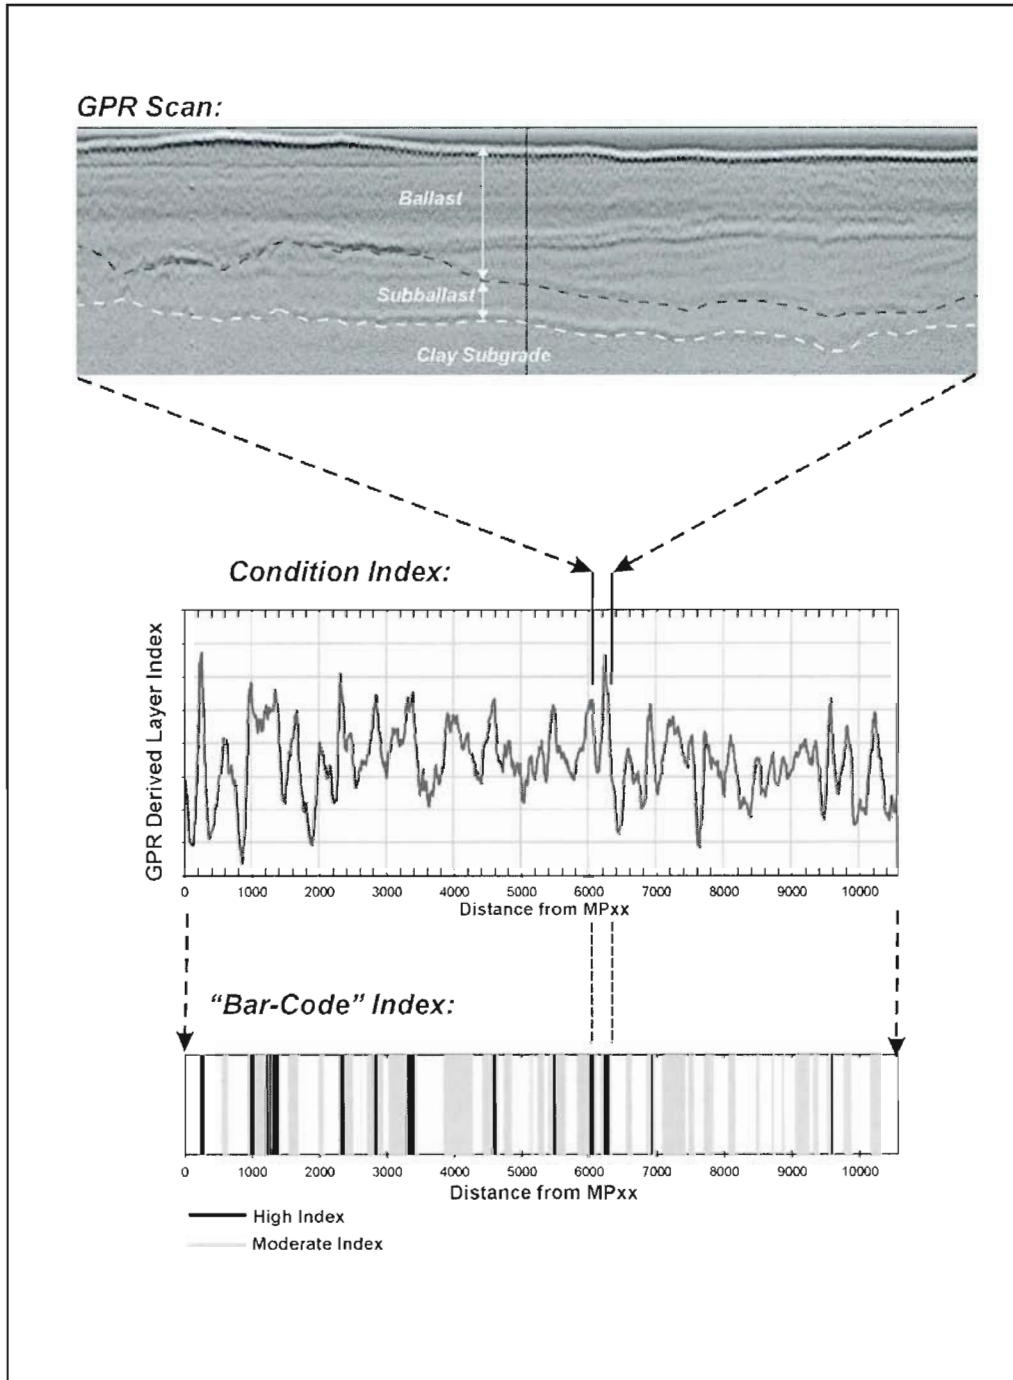 GPR Scan:
Ballast
Subballast
Clay Subgrade
Condition Index:
GPR Derived Layer Index
0 1000 2000 3000 4000 5000 6000 7000 8000 9000 10000
Distance from MPxx
“Bar-Code” Index:
0 1000 2000 3000 4000 5000 6000 7000 8000 9000 10000
Distance from MPxx
High Index
Moderate Index